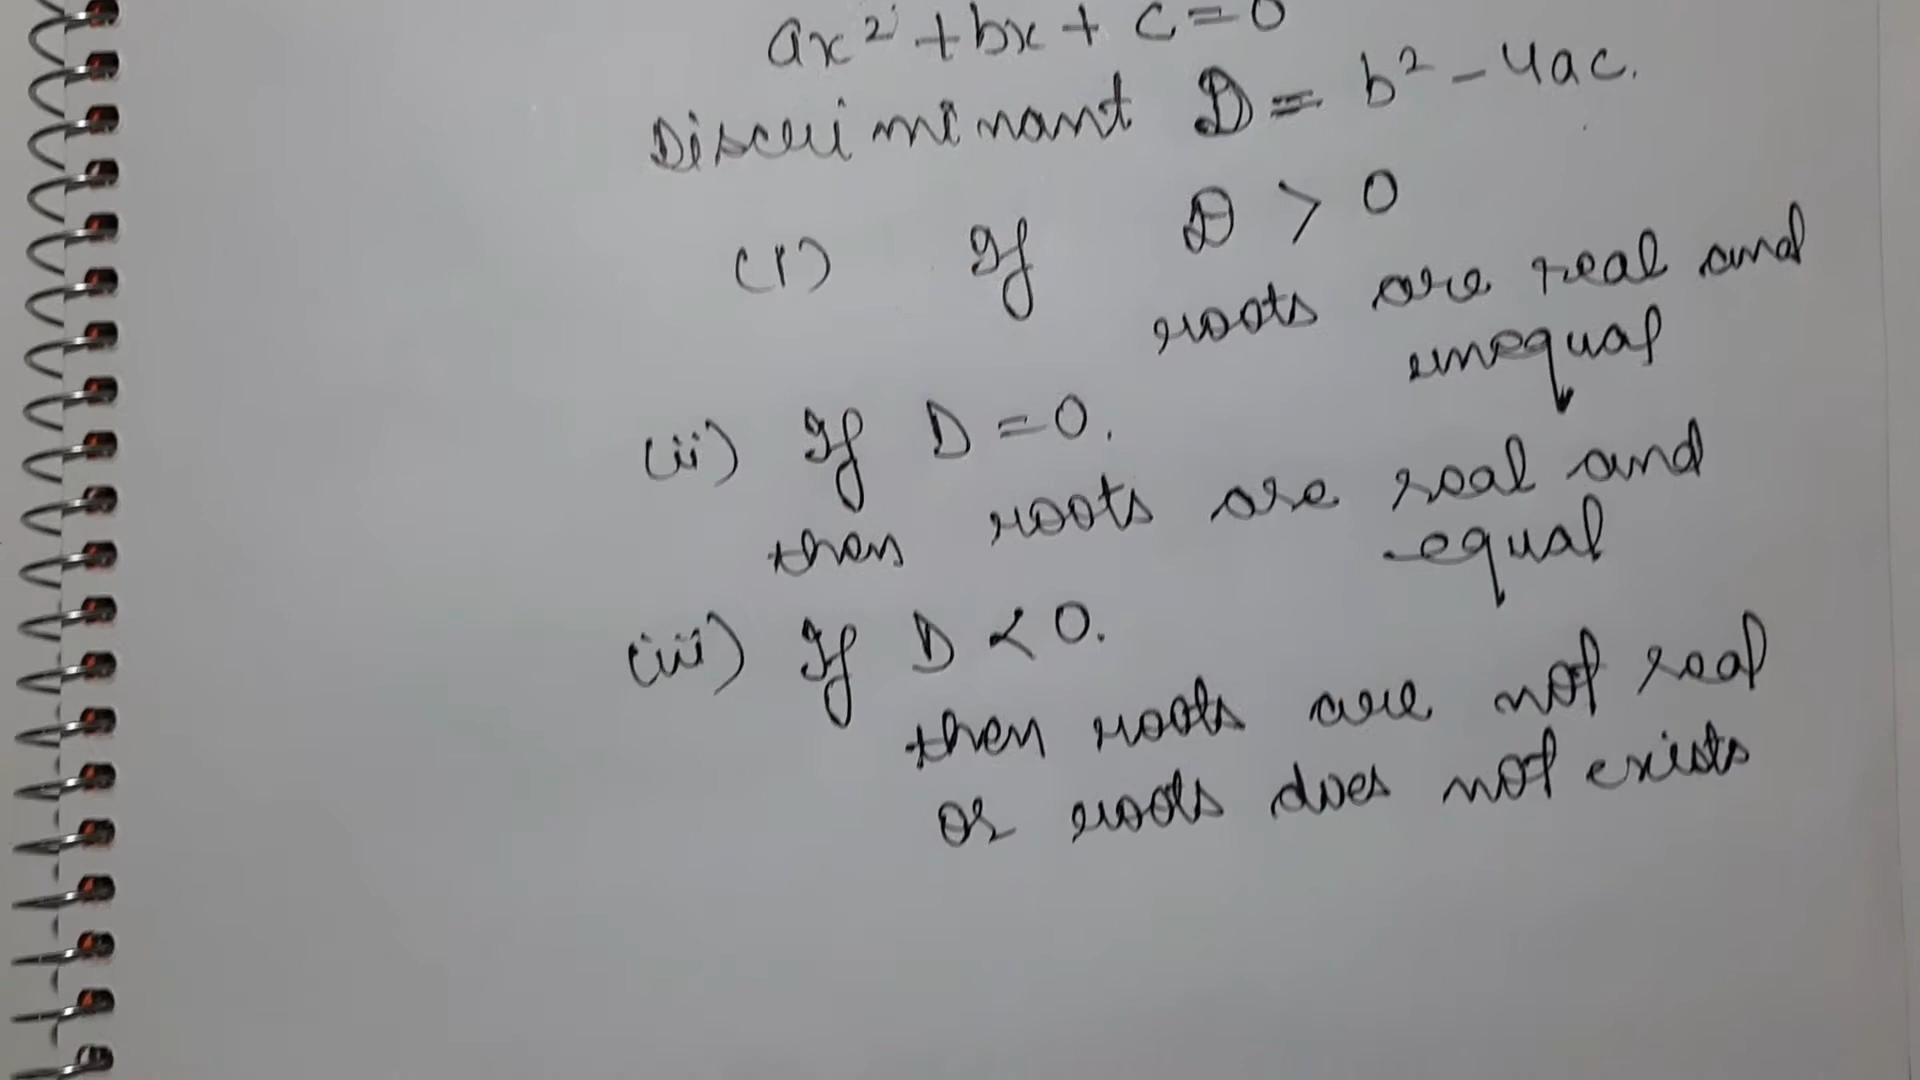 ax² + bx + c = 0
Discriminant D = b² - 4ac.
(i) If D > 0
roots are real and
unequal
(ii) If D = 0.
then roots are real and
equal
(iii) If D < 0.
then roots are not real
or roots does not exists